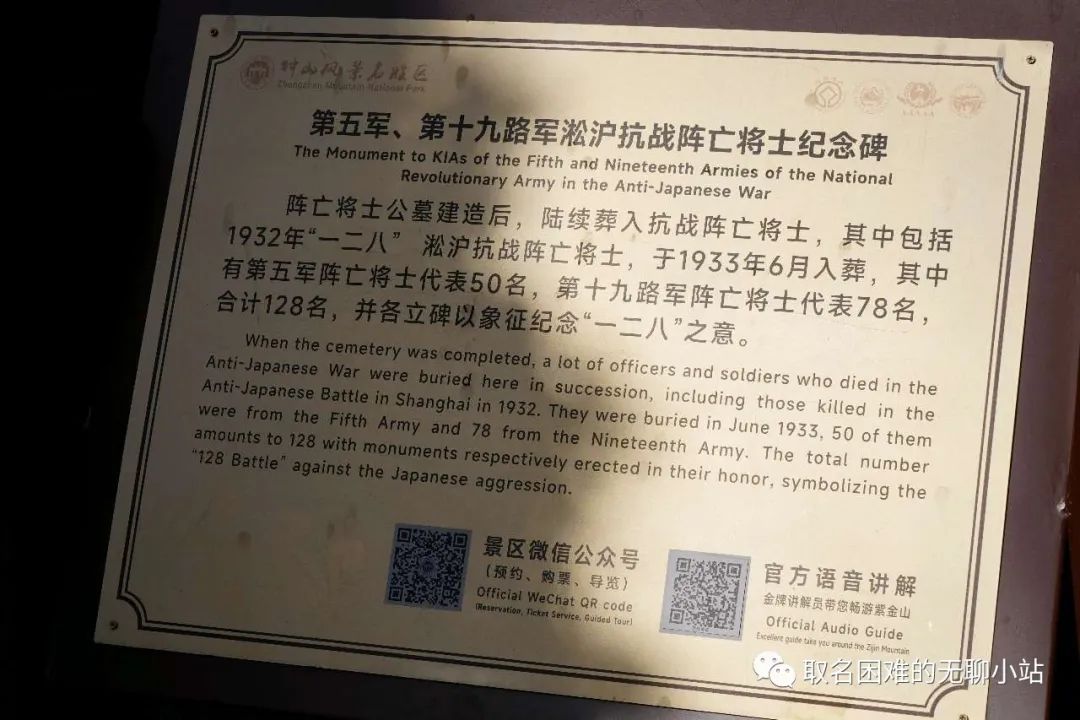 钟山风景名胜区
Zhongshan Mountain National Park
第五军、第十九路军淞沪抗战阵亡将士纪念碑
The Monument to KIAs of the Fifth and Nineteenth Armies of the National
Revolutionary Army in the Anti-Japanese War
阵亡将士公墓建造后，陆续葬入抗战阵亡将士，其中包括
1932年“一二八” 淞沪抗战阵亡将士，于1933年6月入葬，其中
有第五军阵亡将士代表50名，第十九路军阵亡将士代表78名，
合计128名，并各立碑以象征纪念“一二八”之意。
When the cemetery was completed, a lot of officers and soldiers who died in the
Anti-Japanese War were buried here in succession, including those killed in the
Anti-Japanese Battle in Shanghai in 1932. They were buried in June 1933, 50 of them
were from the Fifth Army and 78 from the Nineteenth Army. The total number
amounts to 128 with monuments respectively erected in their honor, symbolizing the
“128 Battle” against the Japanese aggression.
景区微信公众号
（预约、购票、导览）
Official WeChat QR code
(Reservation, Ticket Service, Guided Tour)
官方语音讲解
金牌讲解员带您畅游紫金山
Official Audio Guide
Excellent guide take you around the Zijin Mountain
取名困难的无聊小站